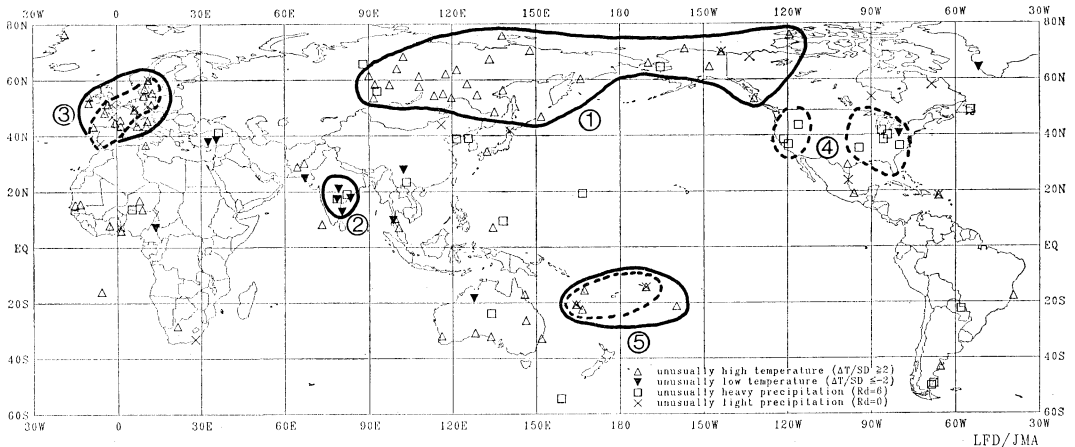 30W 0 30E 60E 90E 120E 150E 180 150W 120W 90W 60W 30W
80N 80N
60N 60N
③ ①
40N 40N
④
20N 20N
②
EQ EQ
20S 20S
⑤
△ unusually high temperature (ΔT/SD ≧2)
▼ unusually low temperature (ΔT/SD ≦-2)
40S 40S
□ unusually heavy precipitation (Rd=6)
× unusually light precipitation (Rd=0)
60S 60S
30W 0 30E 60E 90E 120E 150E 180 150W 120W 90W 60W 30W
LFD/JMA